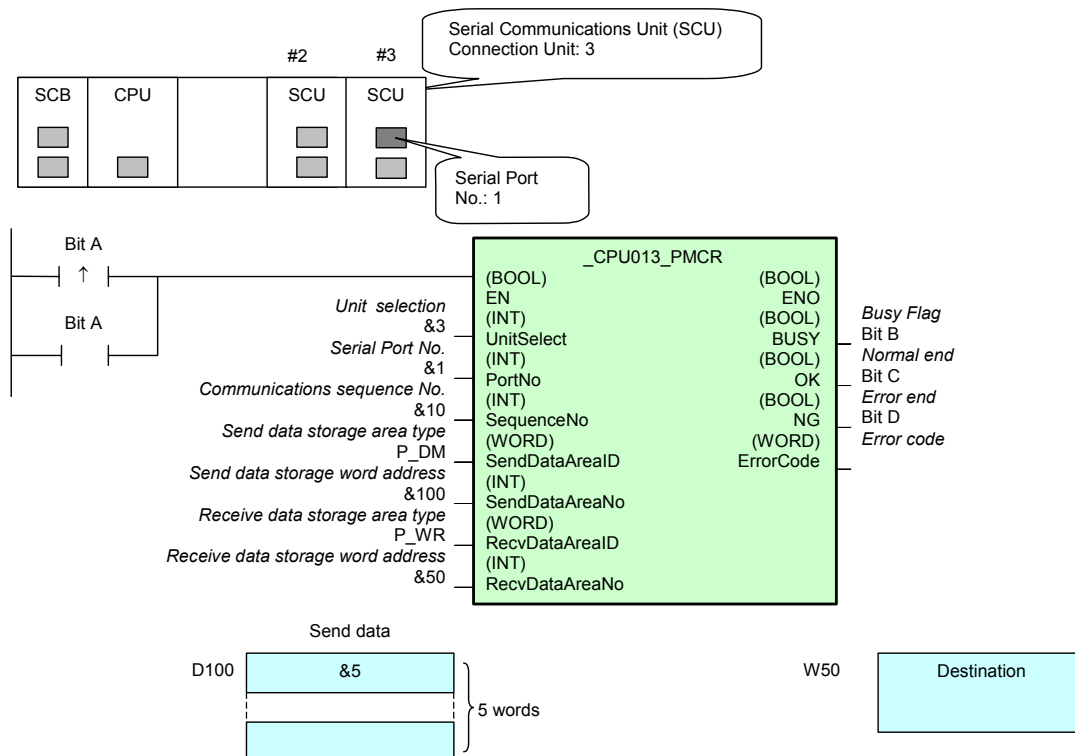 Serial Communications Unit (SCU)
Connection Unit: 3
#2 #3
SCB CPU SCU SCU
Serial Port
No.: 1
Bit A
↑
Bit A
_CPU013_PMCR
(BOOL) (BOOL)
EN ENO
Unit selection (INT) (BOOL) Busy Flag
&3 UnitSelect BUSY Bit B
Serial Port No. (INT) (BOOL) Normal end
&1 PortNo OK Bit C
Communications sequence No. (INT) (BOOL) Error end
&10 SequenceNo NG Bit D
Send data storage area type (WORD) (WORD) Error code
P_DM SendDataAreaID ErrorCode
Send data storage word address (INT)
&100 SendDataAreaNo
Receive data storage area type (WORD)
P_WR RecvDataAreaID
Receive data storage word address (INT)
&50 RecvDataAreaNo
Send data
D100 &5 W50 Destination
5 words